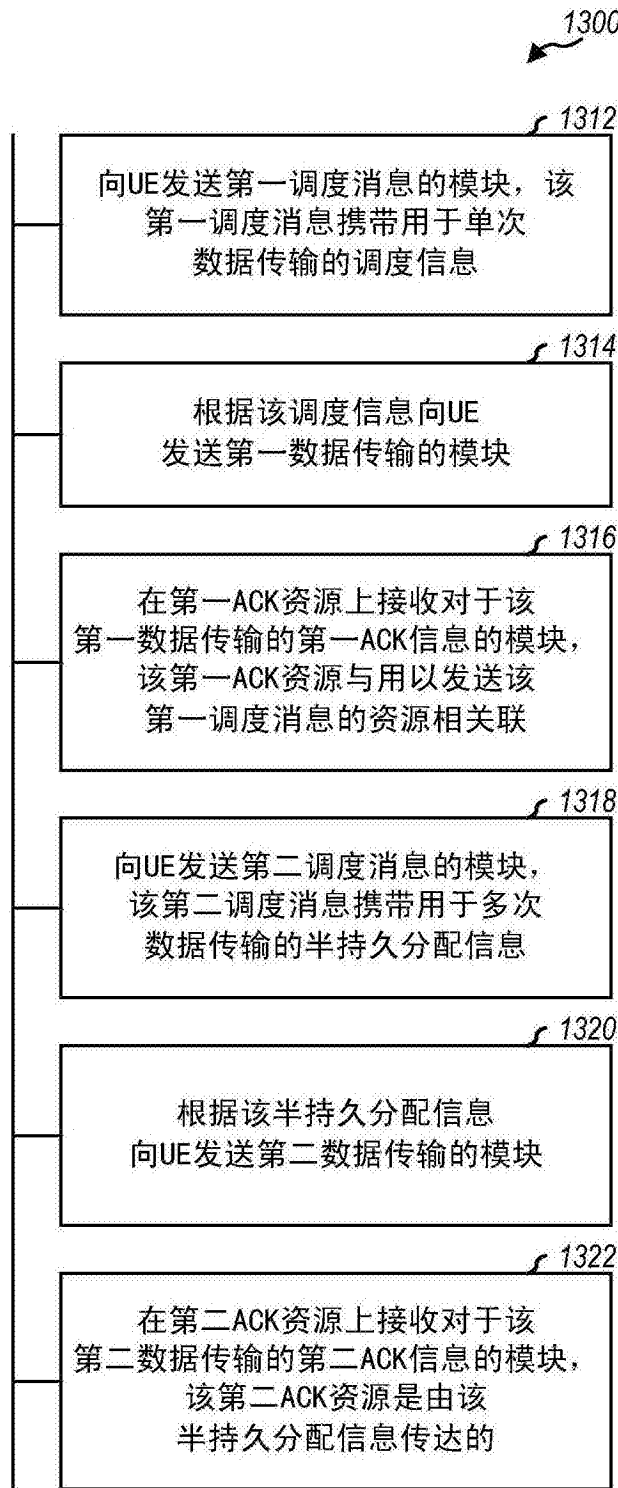 1300
1312
向UE发送第一调度消息的模块，该
第一调度消息携带用于单次
数据传输的调度信息
1314
根据该调度信息向UE
发送第一数据传输的模块
1316
在第一ACK资源上接收对于该
第一数据传输的第一ACK信息的模块，
该第一ACK资源与用以发送该
第一调度消息的资源相关联
1318
向UE发送第二调度消息的模块，
该第二调度消息携带用于多次
数据传输的半持久分配信息
1320
根据该半持久分配信息
向UE发送第二数据传输的模块
1322
在第二ACK资源上接收对于该
第二数据传输的第二ACK信息的模块，
该第二ACK资源是由该
半持久分配信息传达的